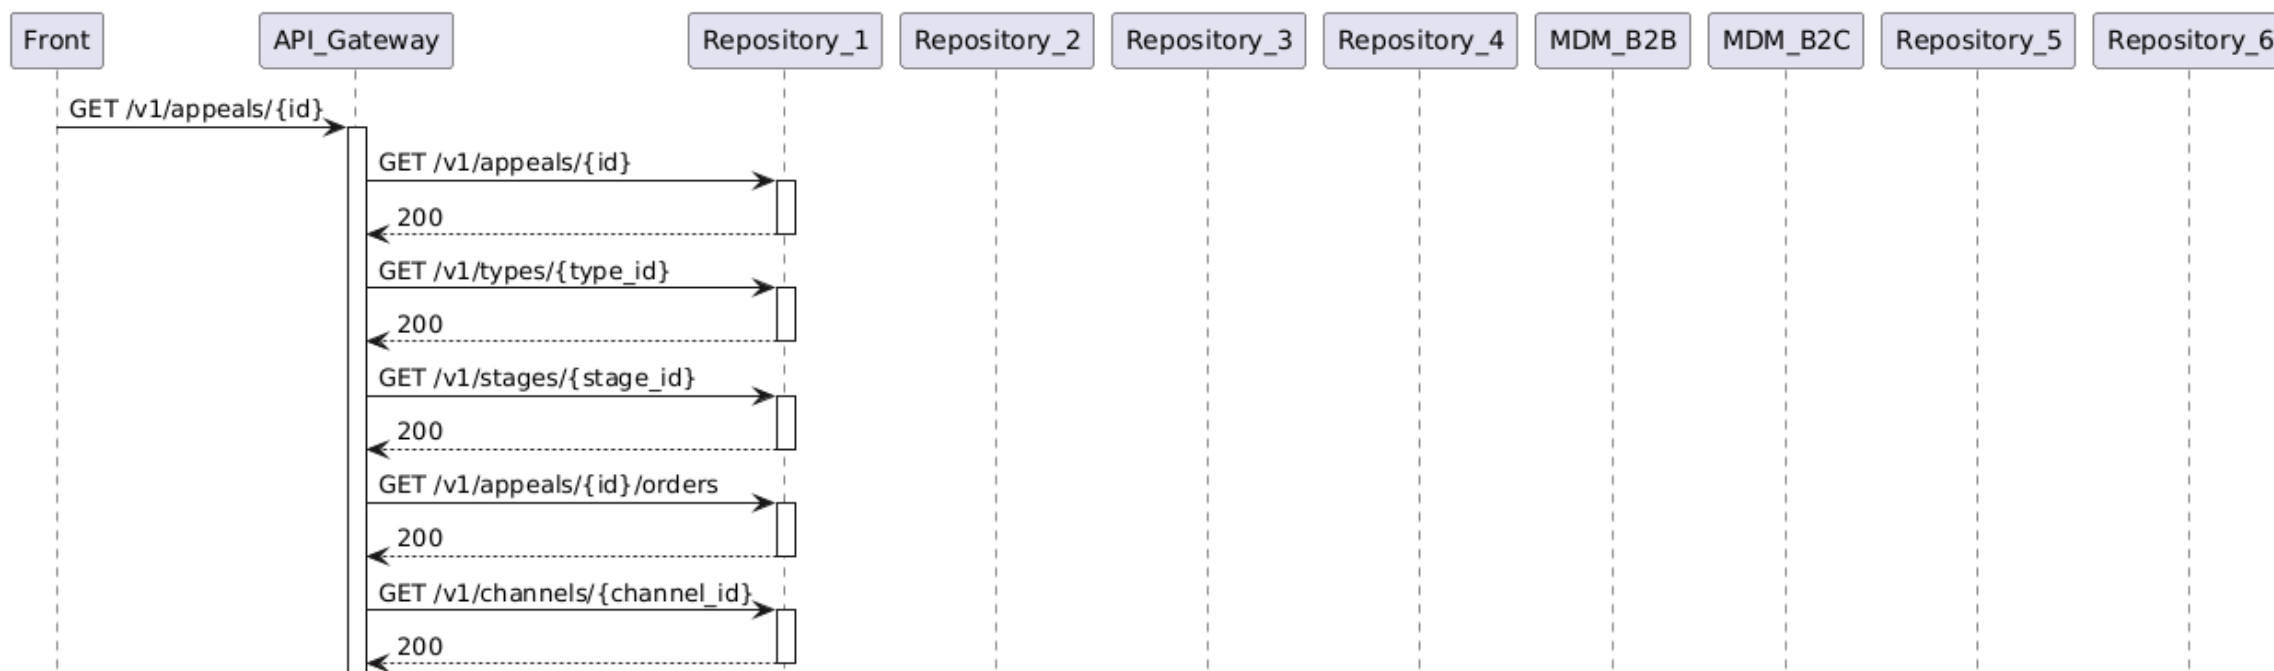 Front
API_Gateway
Repository_1
Repository_2
Repository_3
Repository_4
MDM_B2B
MDM_B2C
Repository_5
Repository_6
GET /v1/appeals/{id}
GET /v1/appeals/{id}
200
GET /v1/types/{type_id}
200
GET /v1/stages/{stage_id}
200
GET /v1/appeals/{id}/orders
200
GET /v1/channels/{channel_id}
200